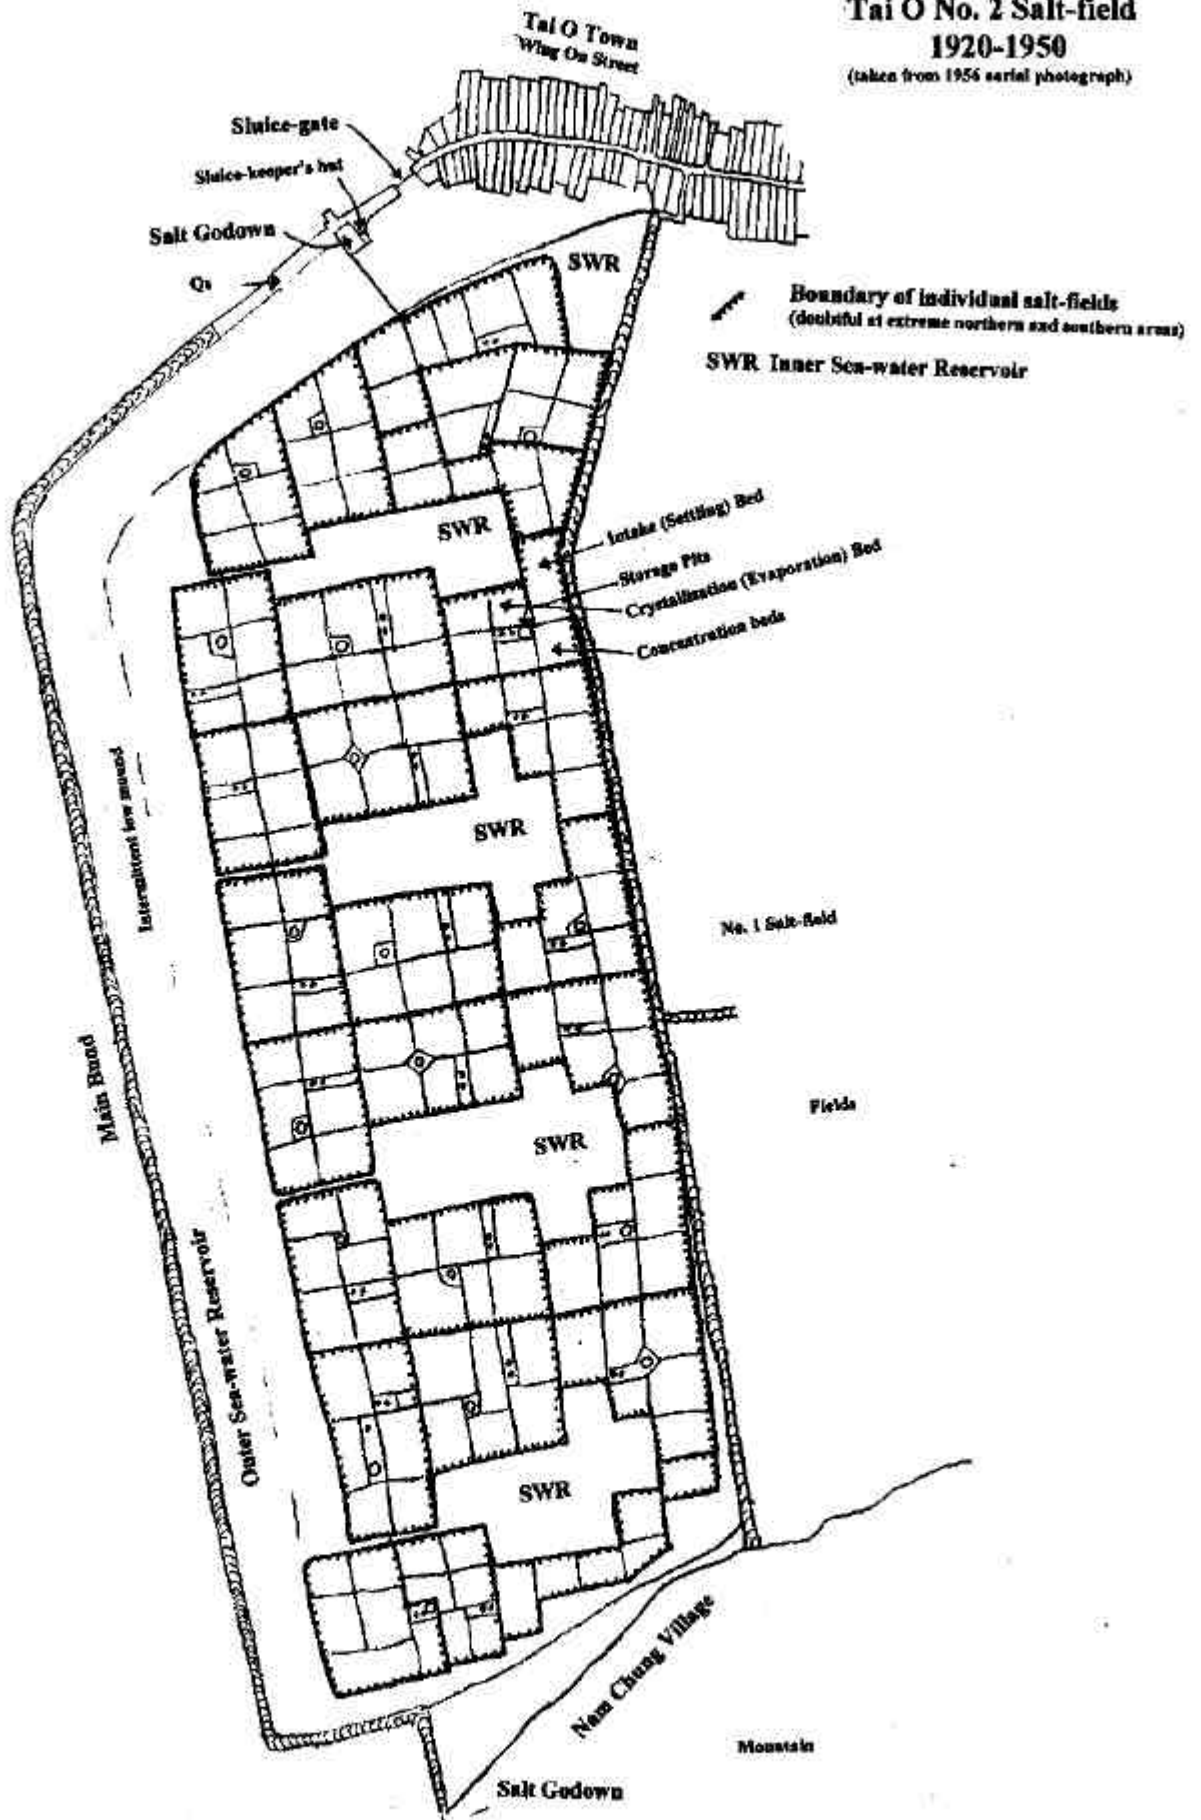 Tai O No. 2 Salt-field
1920-1950
(taken from 1956 aerial photograph)
Tai O Town
Wing On Street
Sluice-gate
Sluice-keeper's hut
Salt Godown
Qs
SWR
Boundary of individual salt-fields
(doubtful at extreme northern and southern areas)
SWR Inner Sea-water Reservoir
SWR
Intake (Settling) Bed
Storage Pits
Crystallisation (Evaporation) Bed
Concentration beds
Intermittent low mound
SWR
No. 1 Salt-field
Main Bund
Fields
SWR
Outer Sea-water Reservoir
SWR
Nam Chung Village
Mountain
Salt Godown